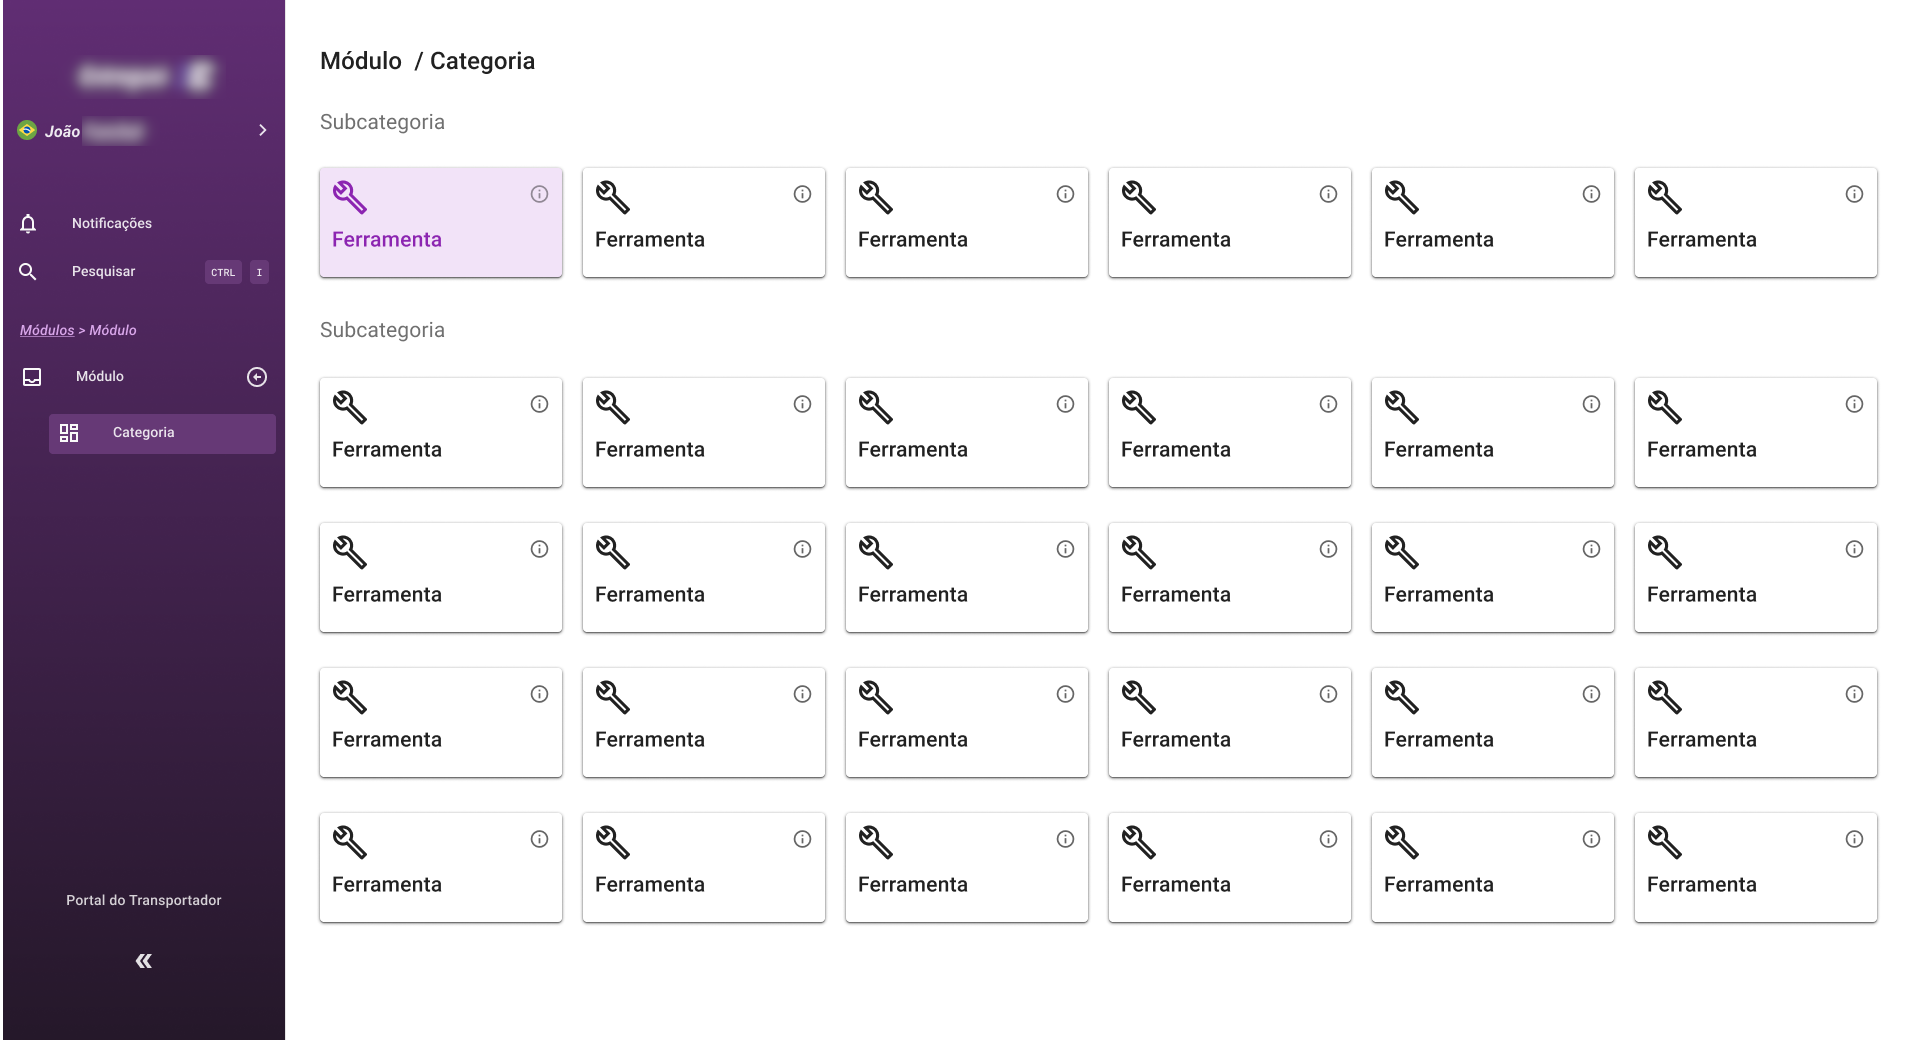 João
Notificações
Pesquisar CTRL I
Módulos > Módulo
Módulo
Categoria
Portal do Transportador
Módulo / Categoria
Subcategoria
Ferramenta Ferramenta Ferramenta Ferramenta Ferramenta Ferramenta
Subcategoria
Ferramenta Ferramenta Ferramenta Ferramenta Ferramenta Ferramenta
Ferramenta Ferramenta Ferramenta Ferramenta Ferramenta Ferramenta
Ferramenta Ferramenta Ferramenta Ferramenta Ferramenta Ferramenta
Ferramenta Ferramenta Ferramenta Ferramenta Ferramenta Ferramenta